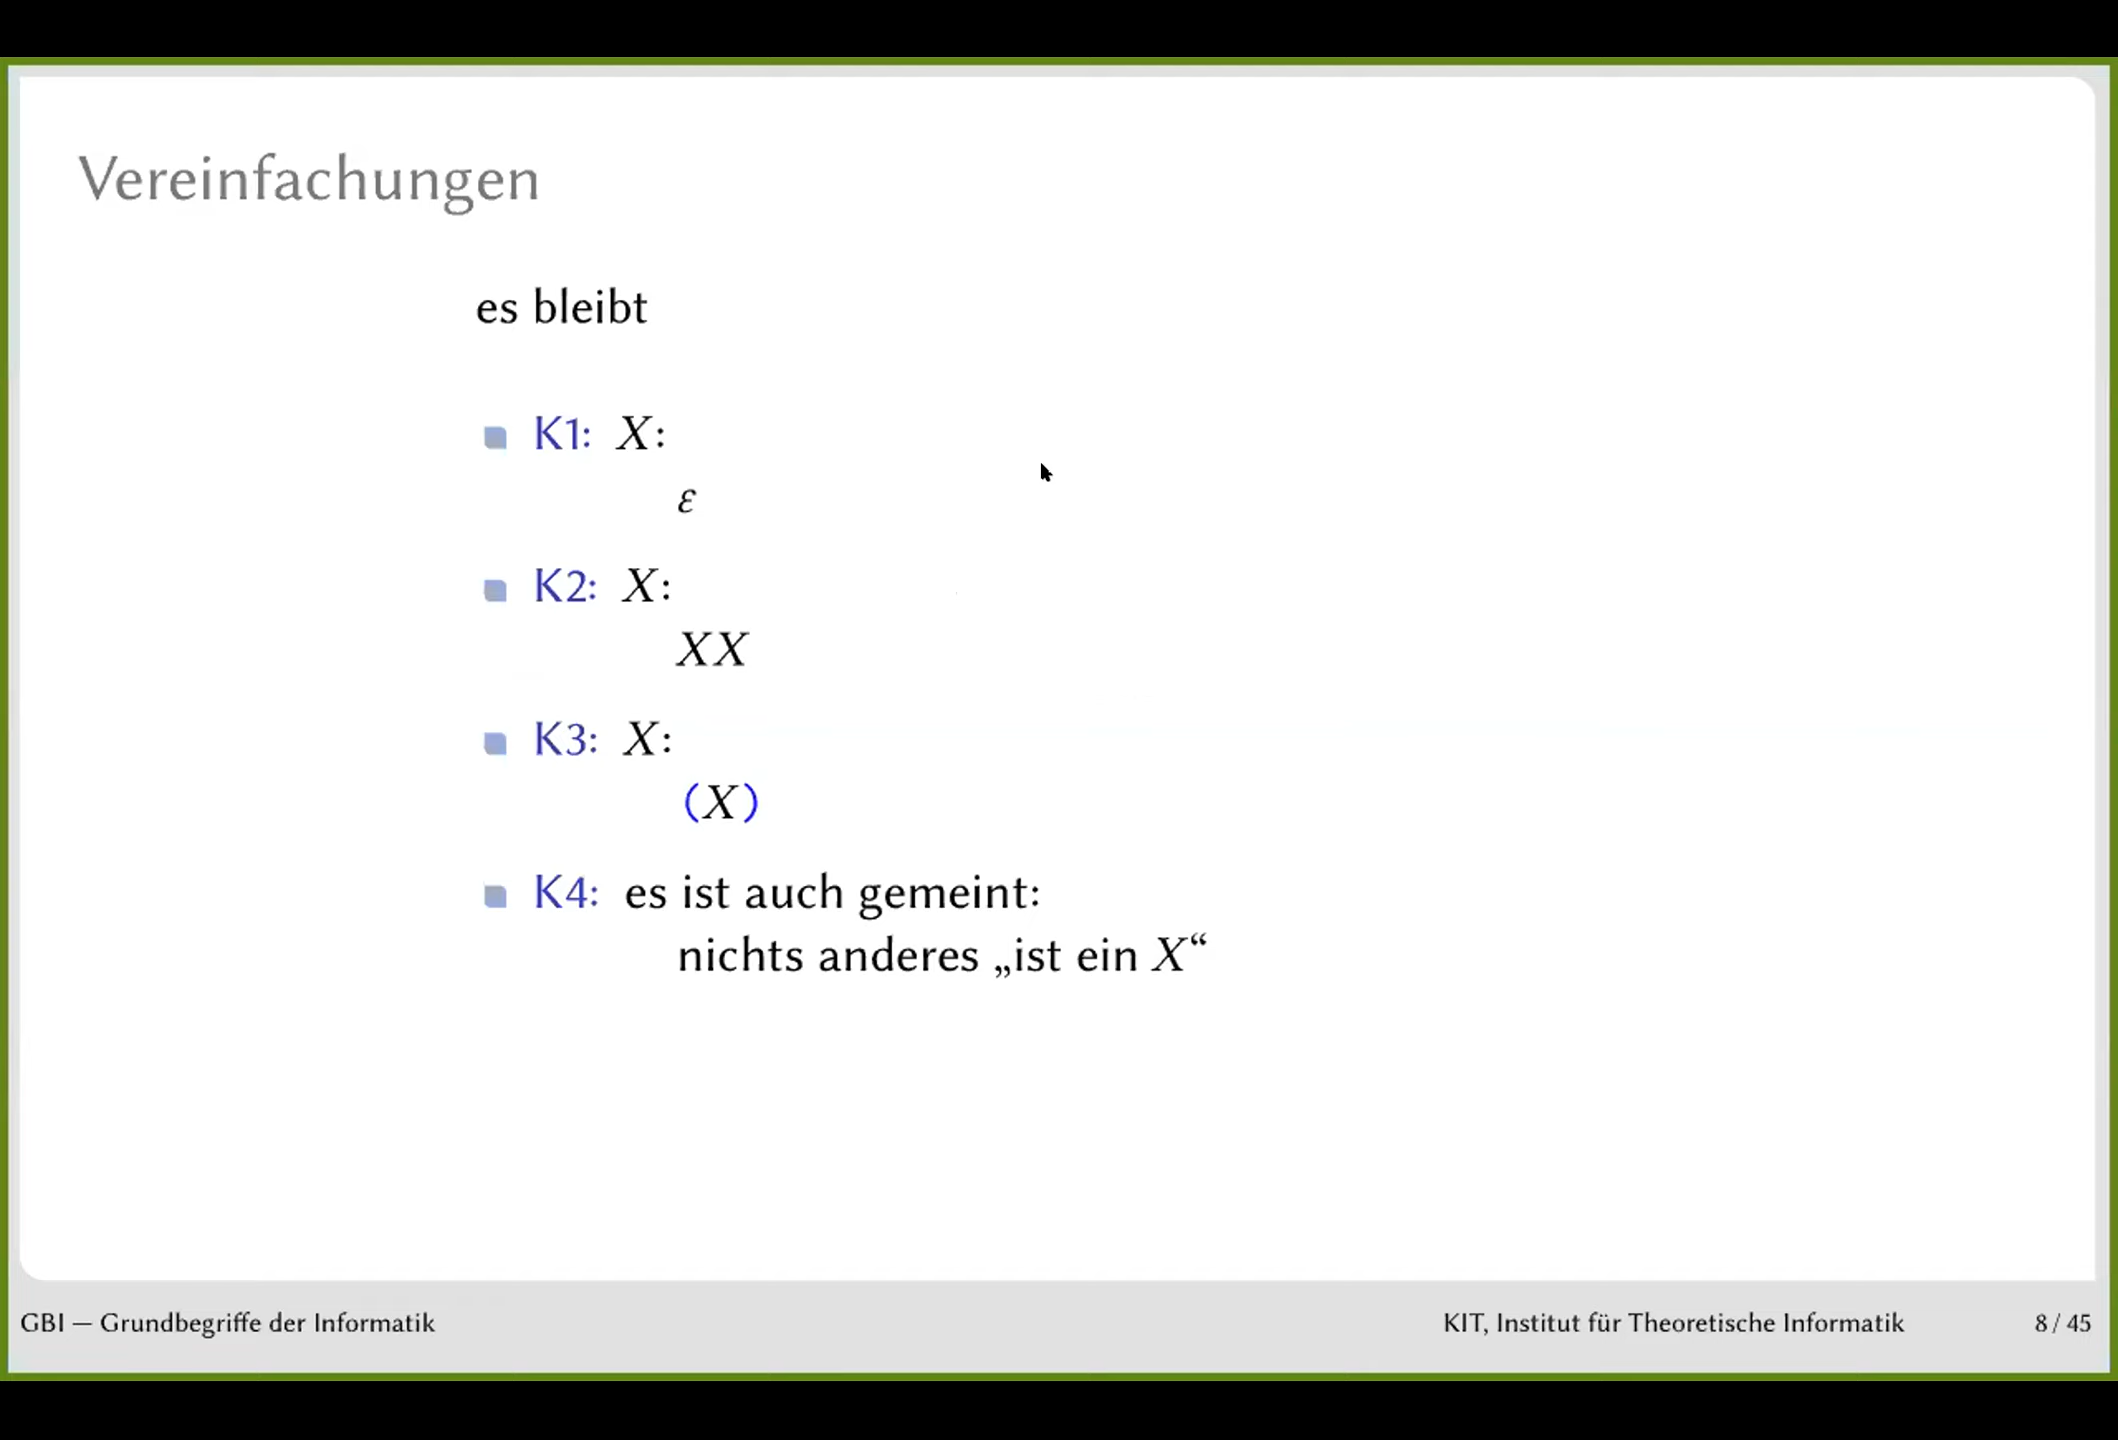 Vereinfachungen
es bleibt
K1: X:
ε
K2: X:
XX
K3: X:
(X)
K4: es ist auch gemeint:
nichts anderes „ist ein X“
GBI — Grundbegriffe der Informatik
KIT, Institut für Theoretische Informatik
8 / 45